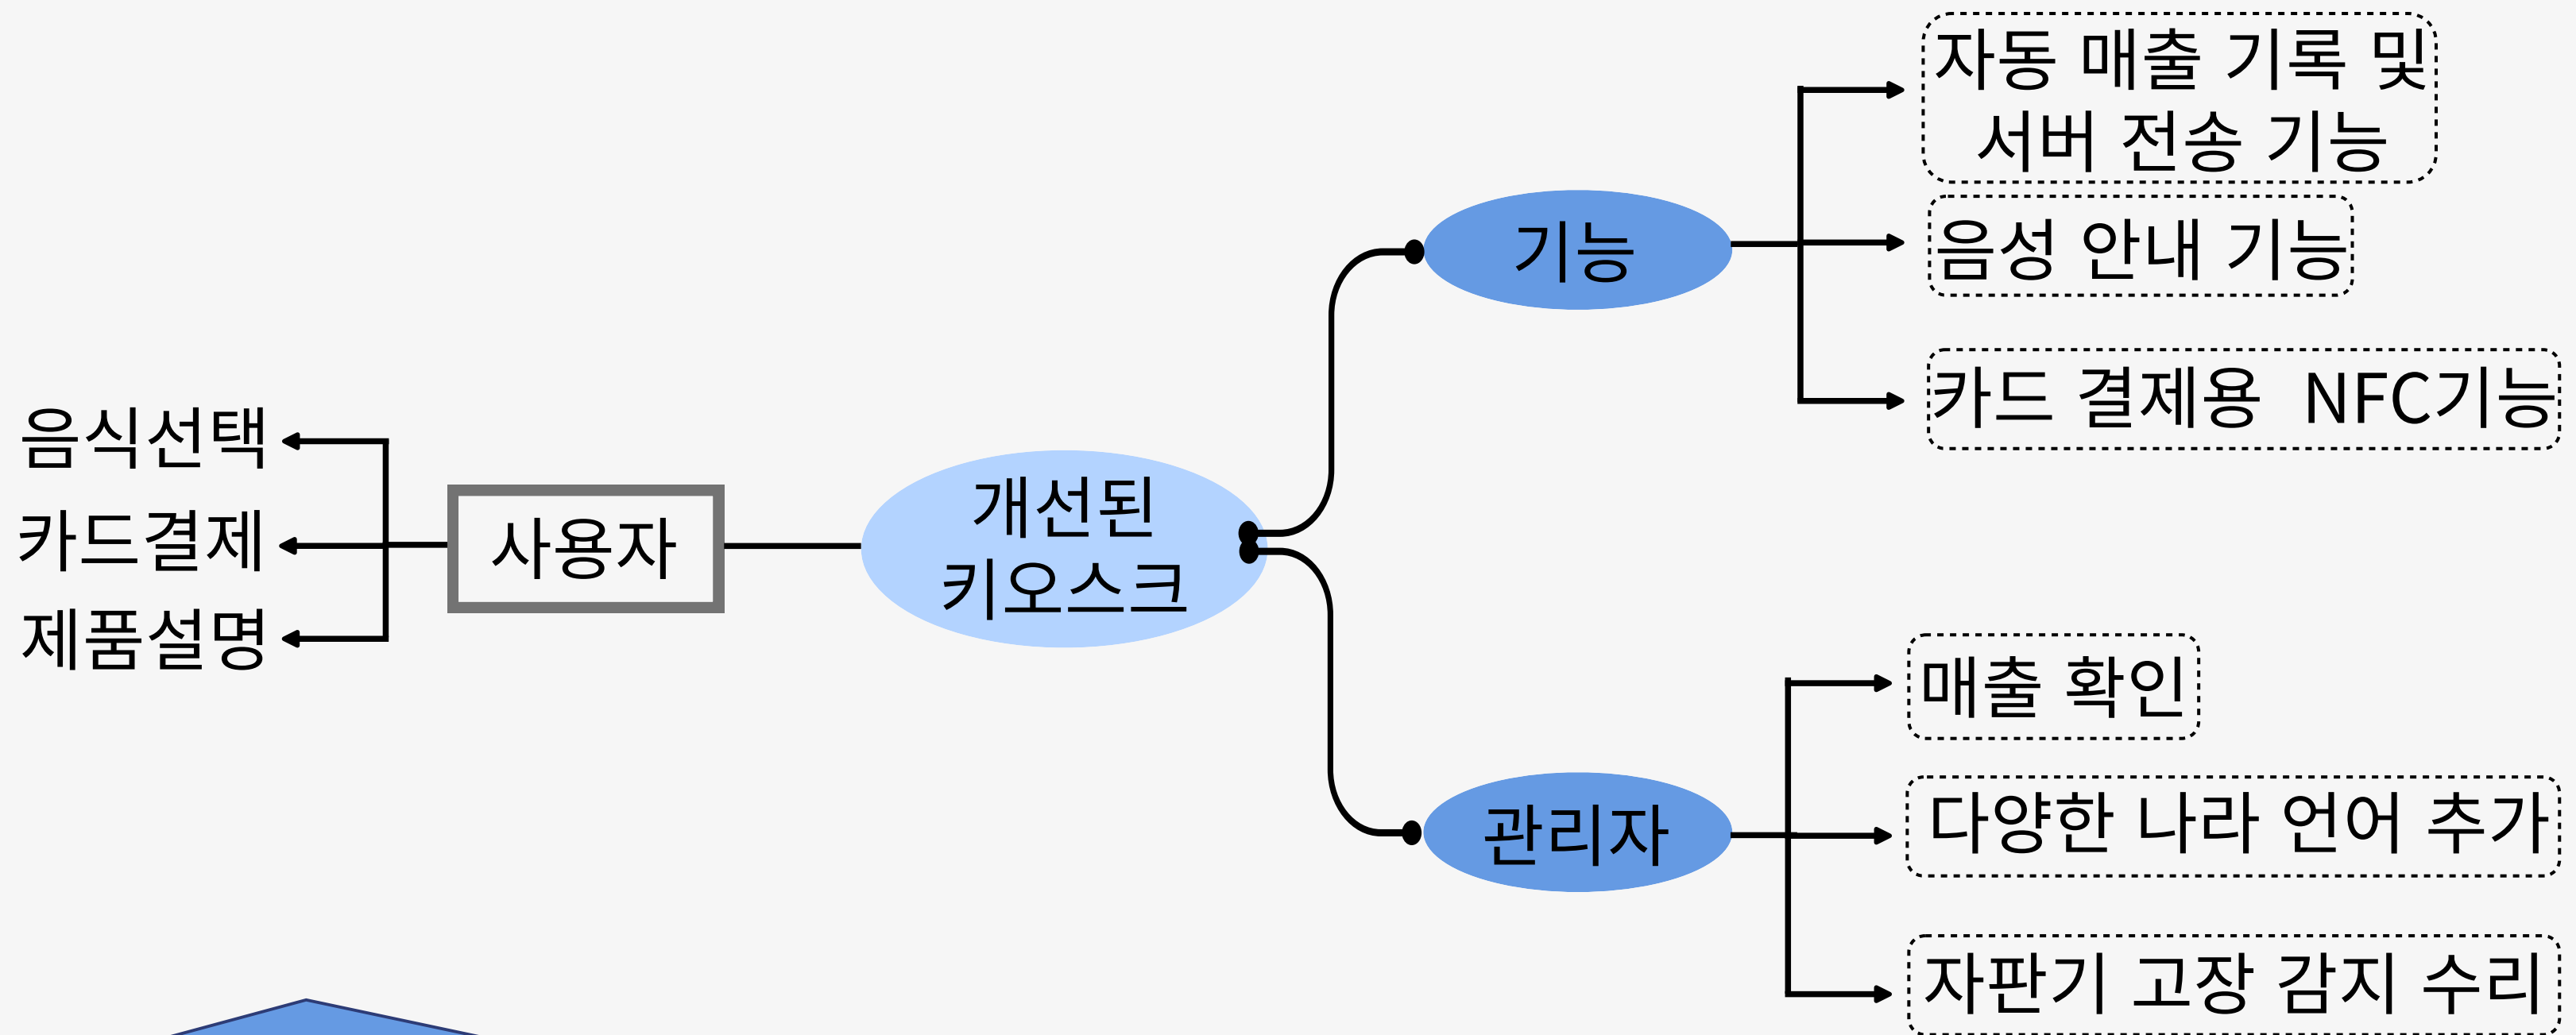 음식선택
카드결제
제품설명
사용자
개선된
키오스크
기능
자동 매출 기록 및
서버 전송 기능
음성 안내 기능
카드 결제용 NFC기능
관리자
매출 확인
다양한 나라 언어 추가
자판기 고장 감지 수리